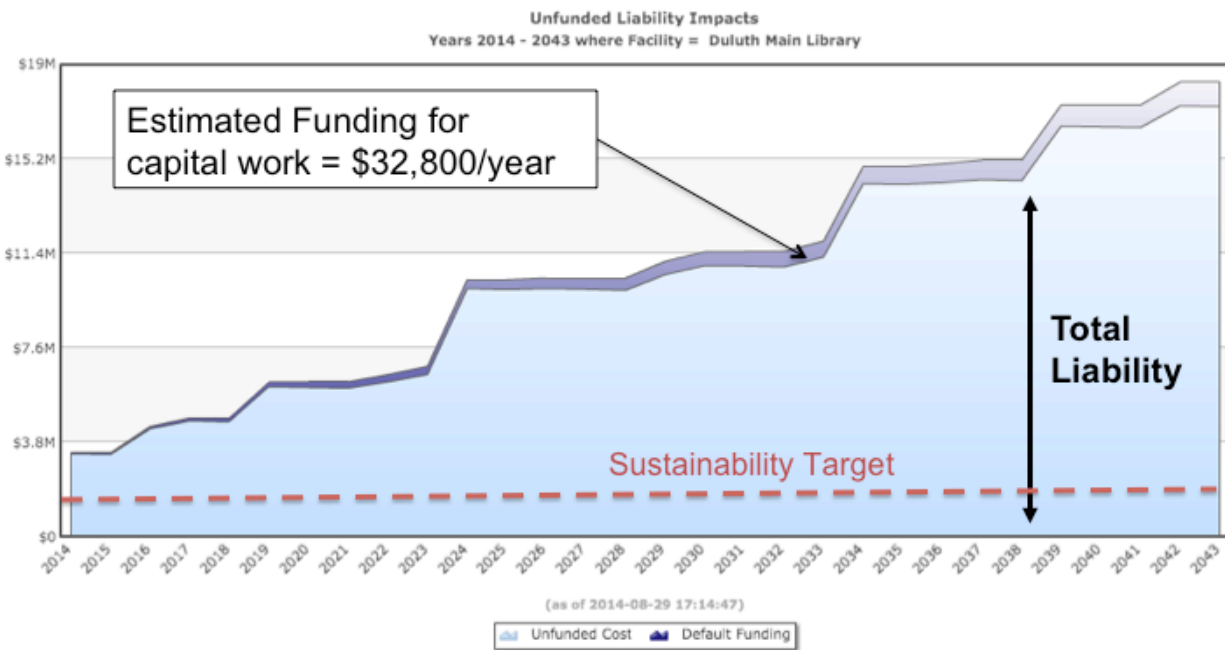 Unfunded Liability Impacts
Years 2014 - 2043 where Facility = Duluth Main Library
$19M
Estimated Funding for
capital work = $32,800/year
$15.2M
$11.4M
$7.6M
Total
Liability
$3.8M
Sustainability Target
$0
2014 2015 2016 2017 2018 2019 2020 2021 2022 2023 2024 2025 2026 2027 2028 2029 2030 2031 2032 2033 2034 2035 2036 2037 2038 2039 2040 2041 2042 2043
(as of 2014-08-29 17:14:47)
Unfunded Cost Default Funding